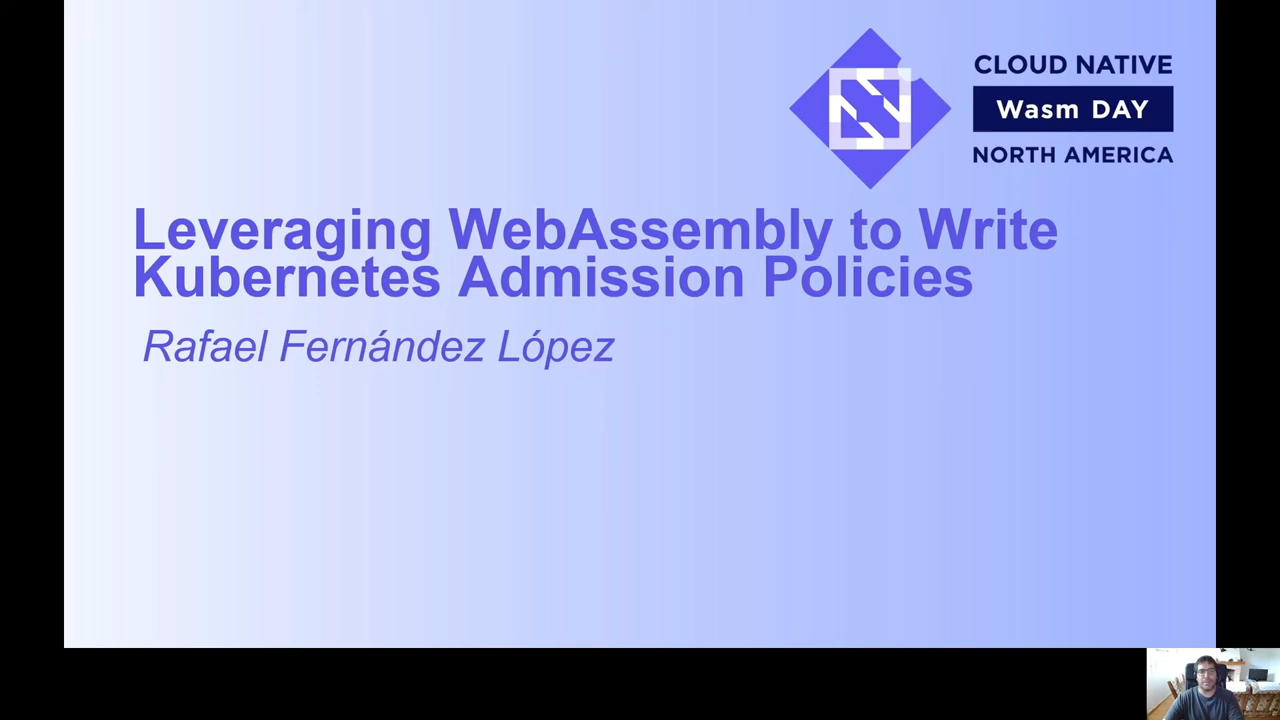 CLOUD NATIVE
Wasm DAY
NORTH AMERICA
Leveraging WebAssembly to Write
Kubernetes Admission Policies
Rafael Fernández López